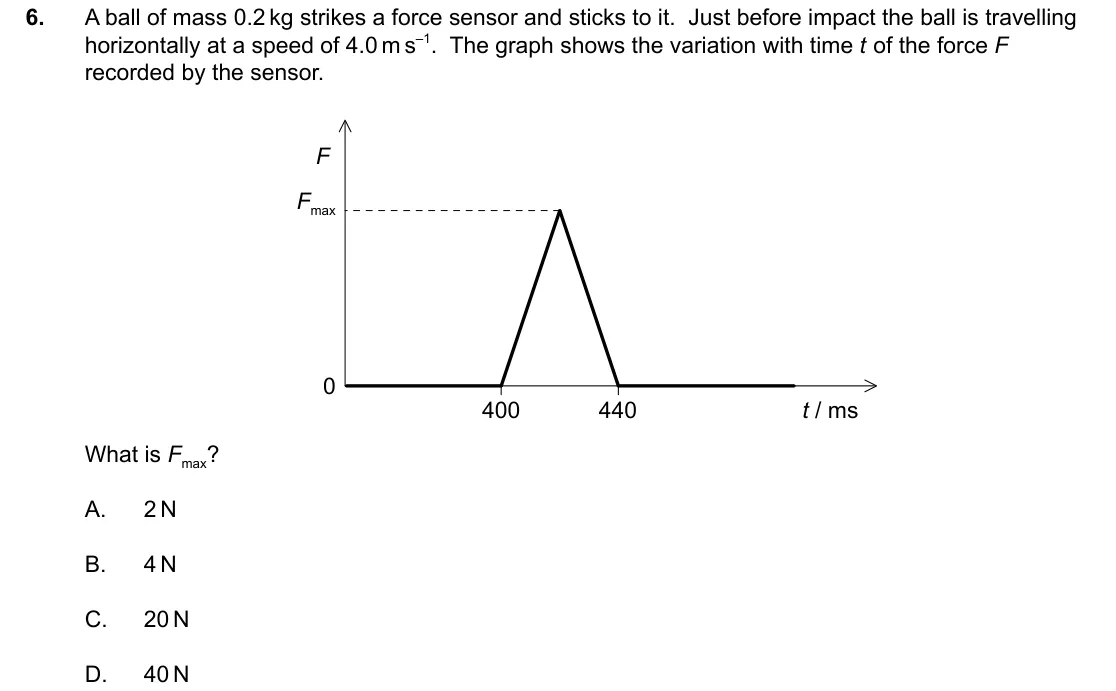 6. A ball of mass 0.2 kg strikes a force sensor and sticks to it. Just before impact the ball is travelling
horizontally at a speed of 4.0 m s⁻¹. The graph shows the variation with time t of the force F
recorded by the sensor.
F
Fmax
0
400 440 t / ms
What is Fmax?
A. 2 N
B. 4 N
C. 20 N
D. 40 N